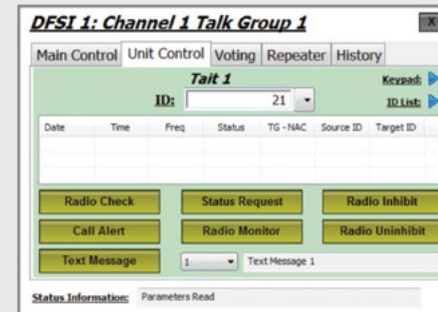 DFSI 1: Channel 1 Talk Group 1 X
Main Control Unit Control Voting Repeater History
Tait 1 Keypad:
ID: 21 ID List:
Date Time Freq Status TG - NAC Source ID Target ID
Radio Check Status Request Radio Inhibit
Call Alert Radio Monitor Radio Uninhibit
Text Message 1 Text Message 1
Status Information: Parameters Read